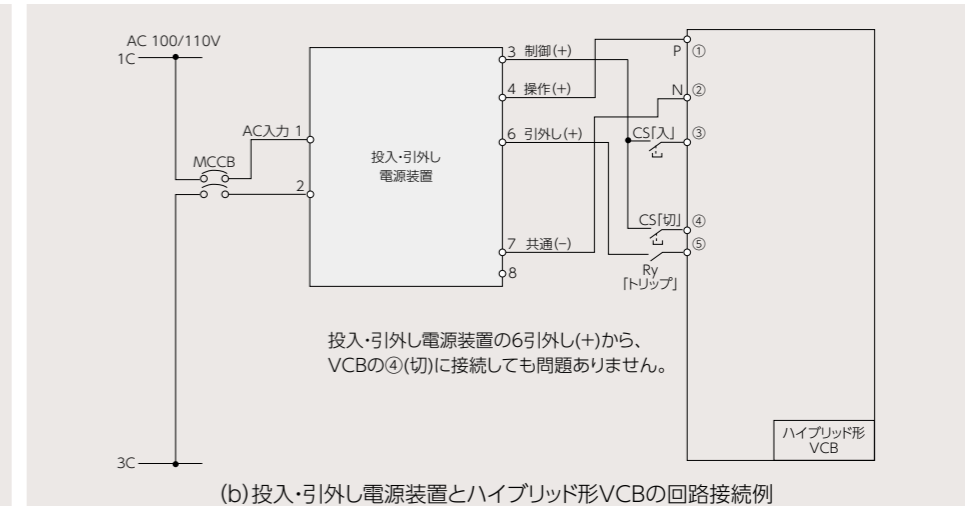 AC 100/110V
1C
MCCB
AC入力 1
2
投入・引外し
電源装置
3 制御(+)
4 操作(+)
6 引外し(+)
7 共通(−)
8
P ①
N ②
CS「入」 ③
CS「切」 ④
⑤
Ry
「トリップ」
投入・引外し電源装置の6引外し(+)から、
VCBの④(切)に接続しても問題ありません。
ハイブリッド形
VCB
3C
(b)投入・引外し電源装置とハイブリッド形VCBの回路接続例